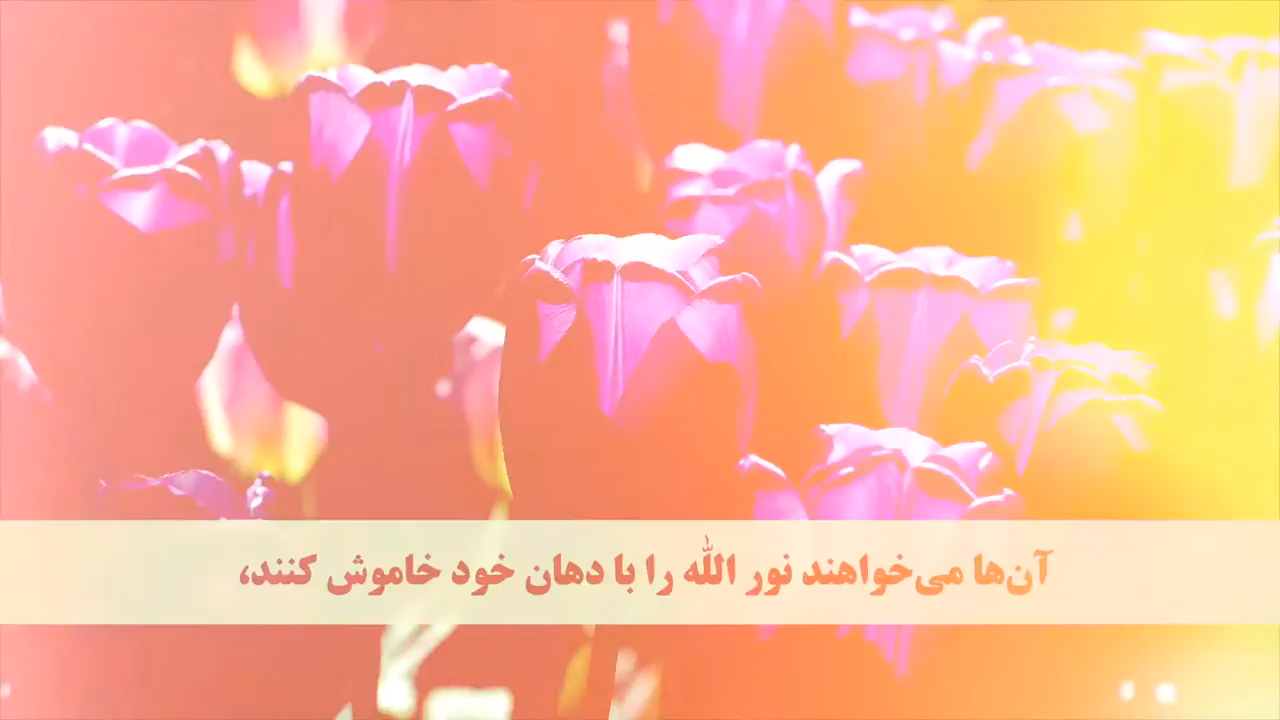 آن‌ها می‌خواهند نور الله را با دهان خود خاموش کنند،